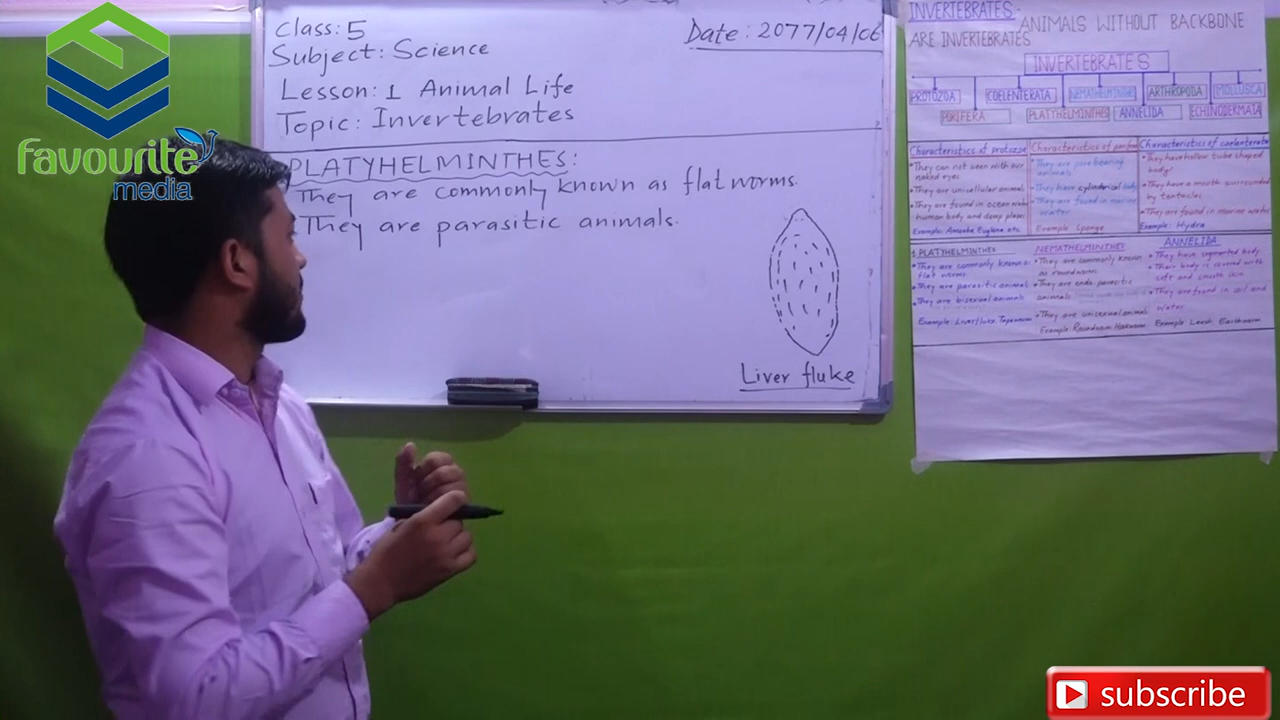 favourite
media
Class: 5
Subject: Science
Date: 2077/04/06
Lesson: 1 Animal Life
Topic: Invertebrates
PLATYHELMINTHES:
They are commonly known as flat worms.
They are parasitic animals.
Liver fluke
INVERTEBRATES: ANIMALS WITHOUT BACKBONE
ARE INVERTEBRATES
INVERTEBRATES
PROTOZOA
COELENTERATA
NEMATHELMINTHES
ARTHROPODA
MOLLUSCA
PORIFERA
PLATYHELMINTHES
ANNELIDA
ECHINODERMATA
Characteristics of protozoa
They can not seen with our
naked eyes
They are unicellular animals
They are found in ocean water
human body and damp places
Example: Amoeba Euglena etc.
Characteristics of porifera
They are pore bearing
animals
They have cylindrical body
They are found in marine
water
Example Sponge
Characteristics of coelenterata
They have hollow tube shaped
body
They have a mouth surrounded
by tentacles
They are found in marine water
Example: Hydra
PLATYHELMINTHES
They are commonly known as
flat worms
They are parasitic animals
They are bisexual animals
Example: Liverfluke, Tapeworm
NEMATHELMINTHES
They are commonly known
as roundworms
They are endo parasitic
animals
They are unisexual animals
Example: Roundworm Hookworm
ANNELIDA
They have segmented body
Their body is covered with
soft and smooth skin
They are found in soil and
water
Example: Leech Earthworm
subscribe